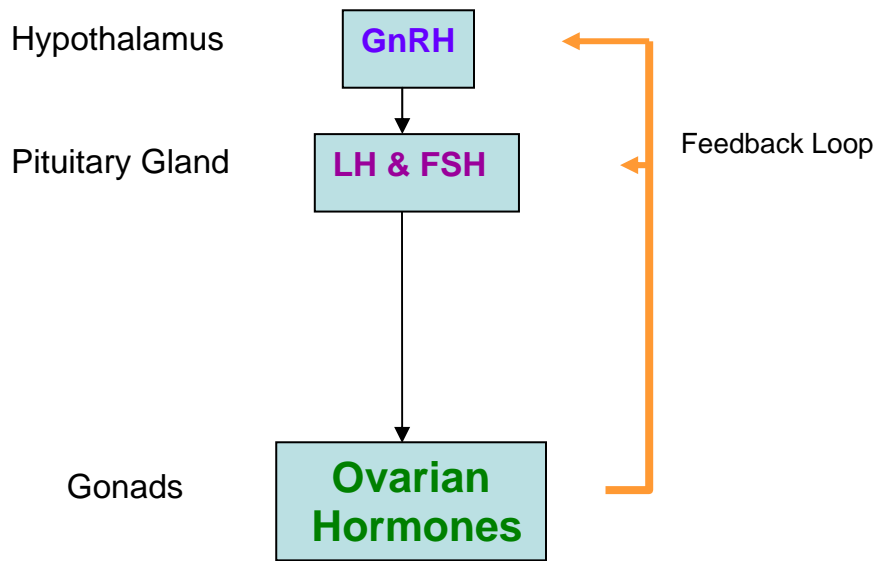 Hypothalamus
GnRH
Pituitary Gland
LH & FSH
Feedback Loop
Gonads
Ovarian
Hormones